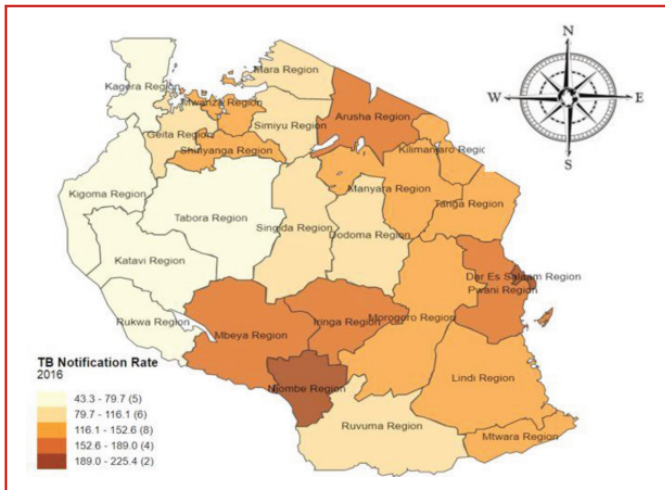 N
W
E
S
Mara Region
Kagera Region
Mwanza Region
Arusha Region
Simiyu Region
Geita Region
Shinyanga Region
Kilimanjaro Regic
Kigoma Region
Manyara Region
Tanga Region
Tabora Region
Singida Region
Dodoma Region
Katavi Region
Dar Es Salaam Region
Pwani Region
Rukwa Region
Mbeya Region
Iringa Region
Morogoro Region
Lindi Region
Njombe Region
Ruvuma Region
Mtwara Region
TB Notification Rate
2016
43.3 - 79.7 (5)
79.7 - 116.1 (6)
116.1 - 152.6 (8)
152.6 - 189.0 (4)
189.0 - 225.4 (2)